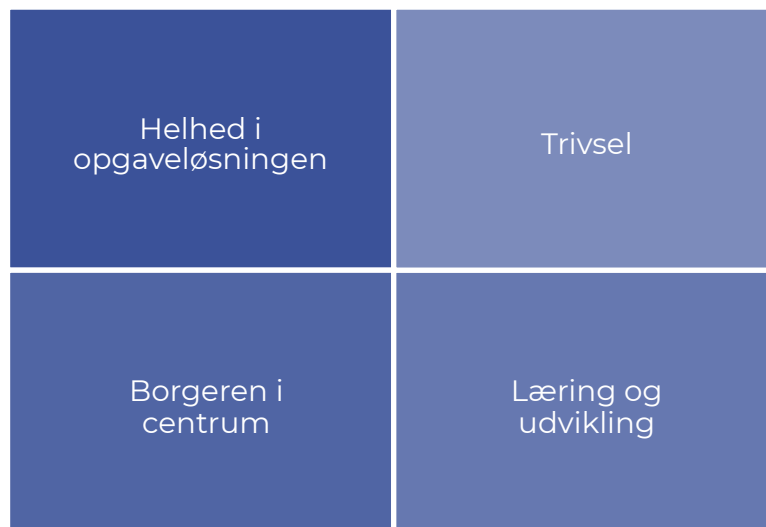 Helhed i
opgaveløsningen
Trivsel
Borgeren i
centrum
Læring og
udvikling